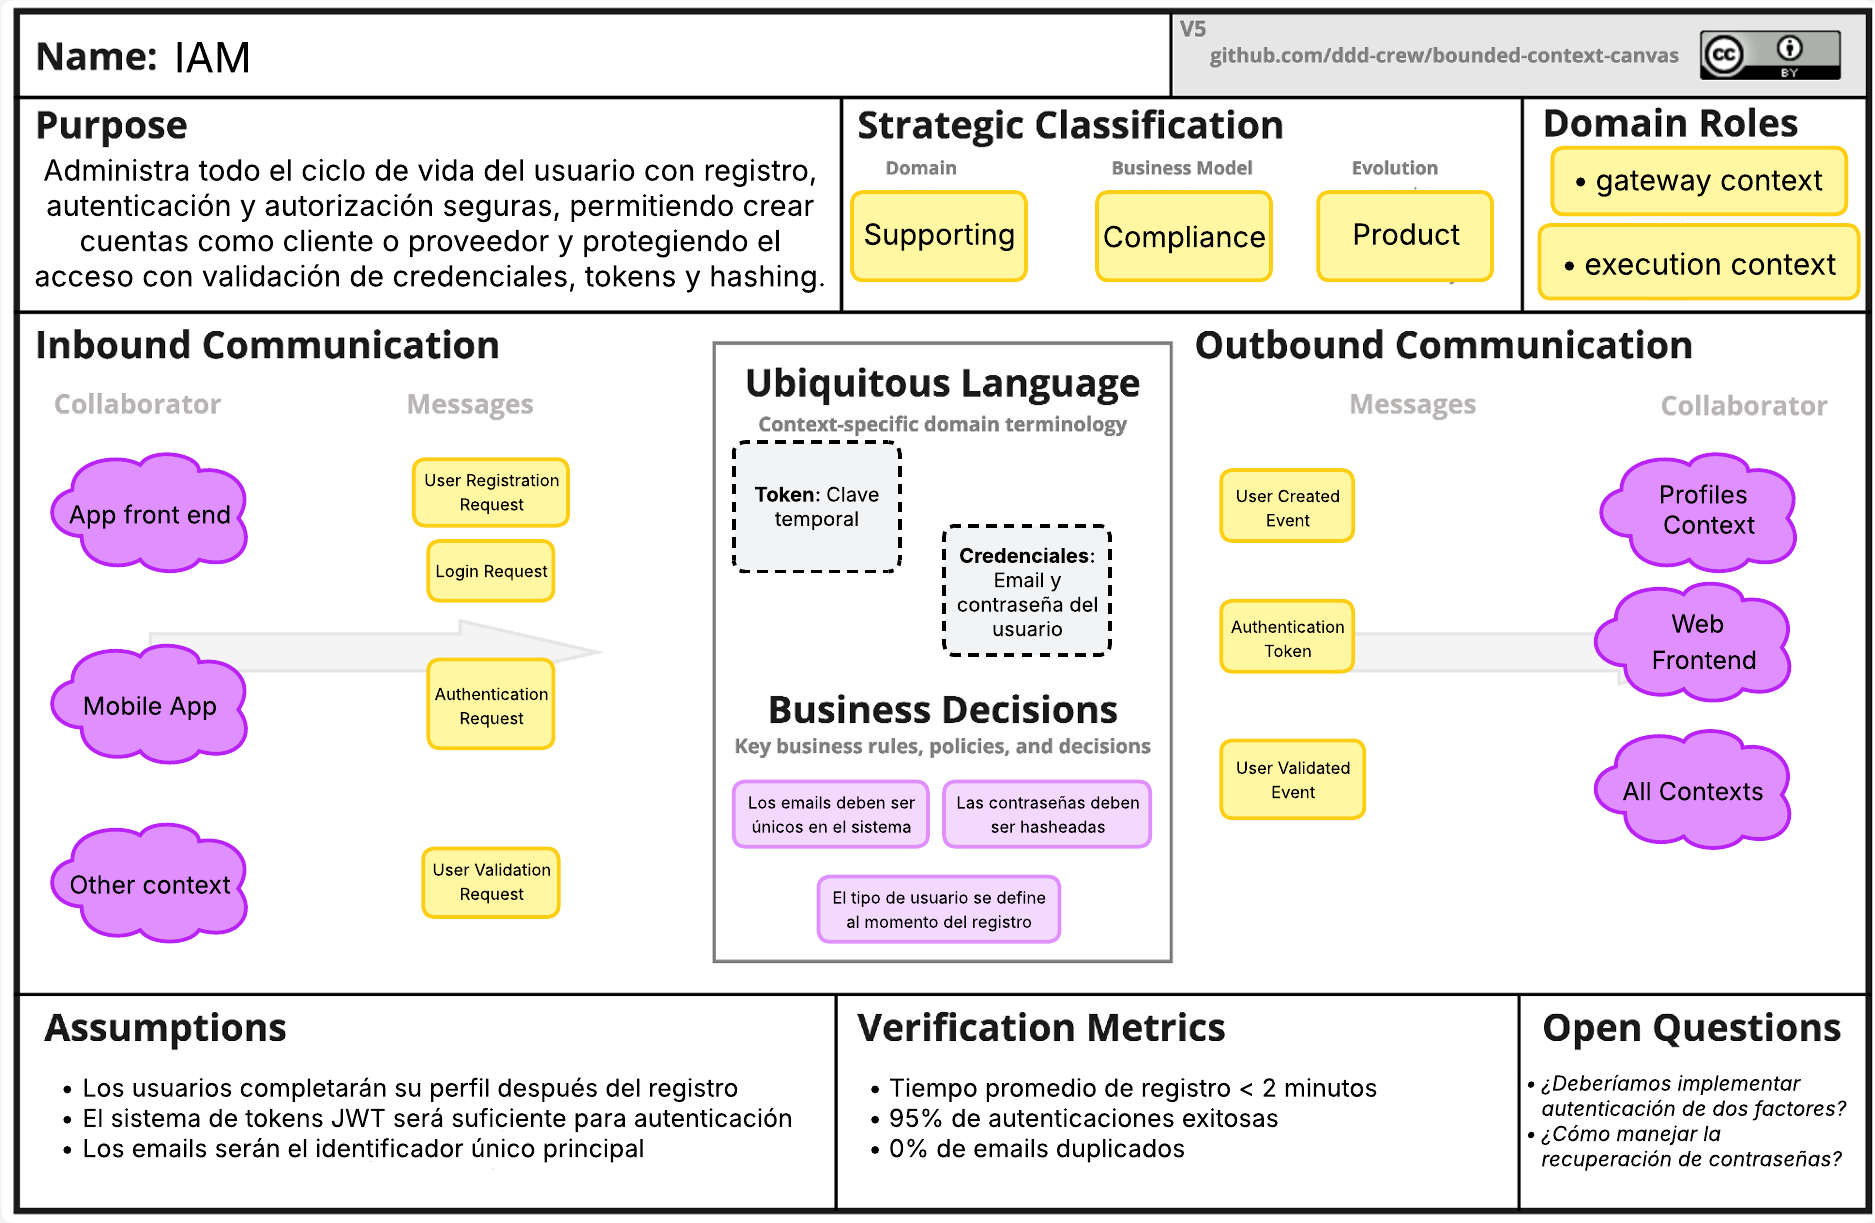 Name: IAM
V5
github.com/ddd-crew/bounded-context-canvas
cc
BY
Purpose
Administra todo el ciclo de vida del usuario con registro,
autenticación y autorización seguras, permitiendo crear
cuentas como cliente o proveedor y protegiendo el
acceso con validación de credenciales, tokens y hashing.
Strategic Classification
Domain
Business Model
Evolution
Supporting
Compliance
Product
Domain Roles
• gateway context
• execution context
Inbound Communication
Collaborator
Messages
App front end
User Registration
Request
Login Request
Mobile App
Authentication
Request
Other context
User Validation
Request
Ubiquitous Language
Context-specific domain terminology
Token: Clave
temporal
Credenciales:
Email y
contraseña del
usuario
Business Decisions
Key business rules, policies, and decisions
Los emails deben ser
únicos en el sistema
Las contraseñas deben
ser hasheadas
El tipo de usuario se define
al momento del registro
Outbound Communication
Messages
Collaborator
User Created
Event
Profiles
Context
Authentication
Token
Web
Frontend
User Validated
Event
All Contexts
Assumptions
• Los usuarios completarán su perfil después del registro
• El sistema de tokens JWT será suficiente para autenticación
• Los emails serán el identificador único principal
Verification Metrics
• Tiempo promedio de registro < 2 minutos
• 95% de autenticaciones exitosas
• 0% de emails duplicados
Open Questions
• ¿Deberíamos implementar
autenticación de dos factores?
• ¿Cómo manejar la
recuperación de contraseñas?